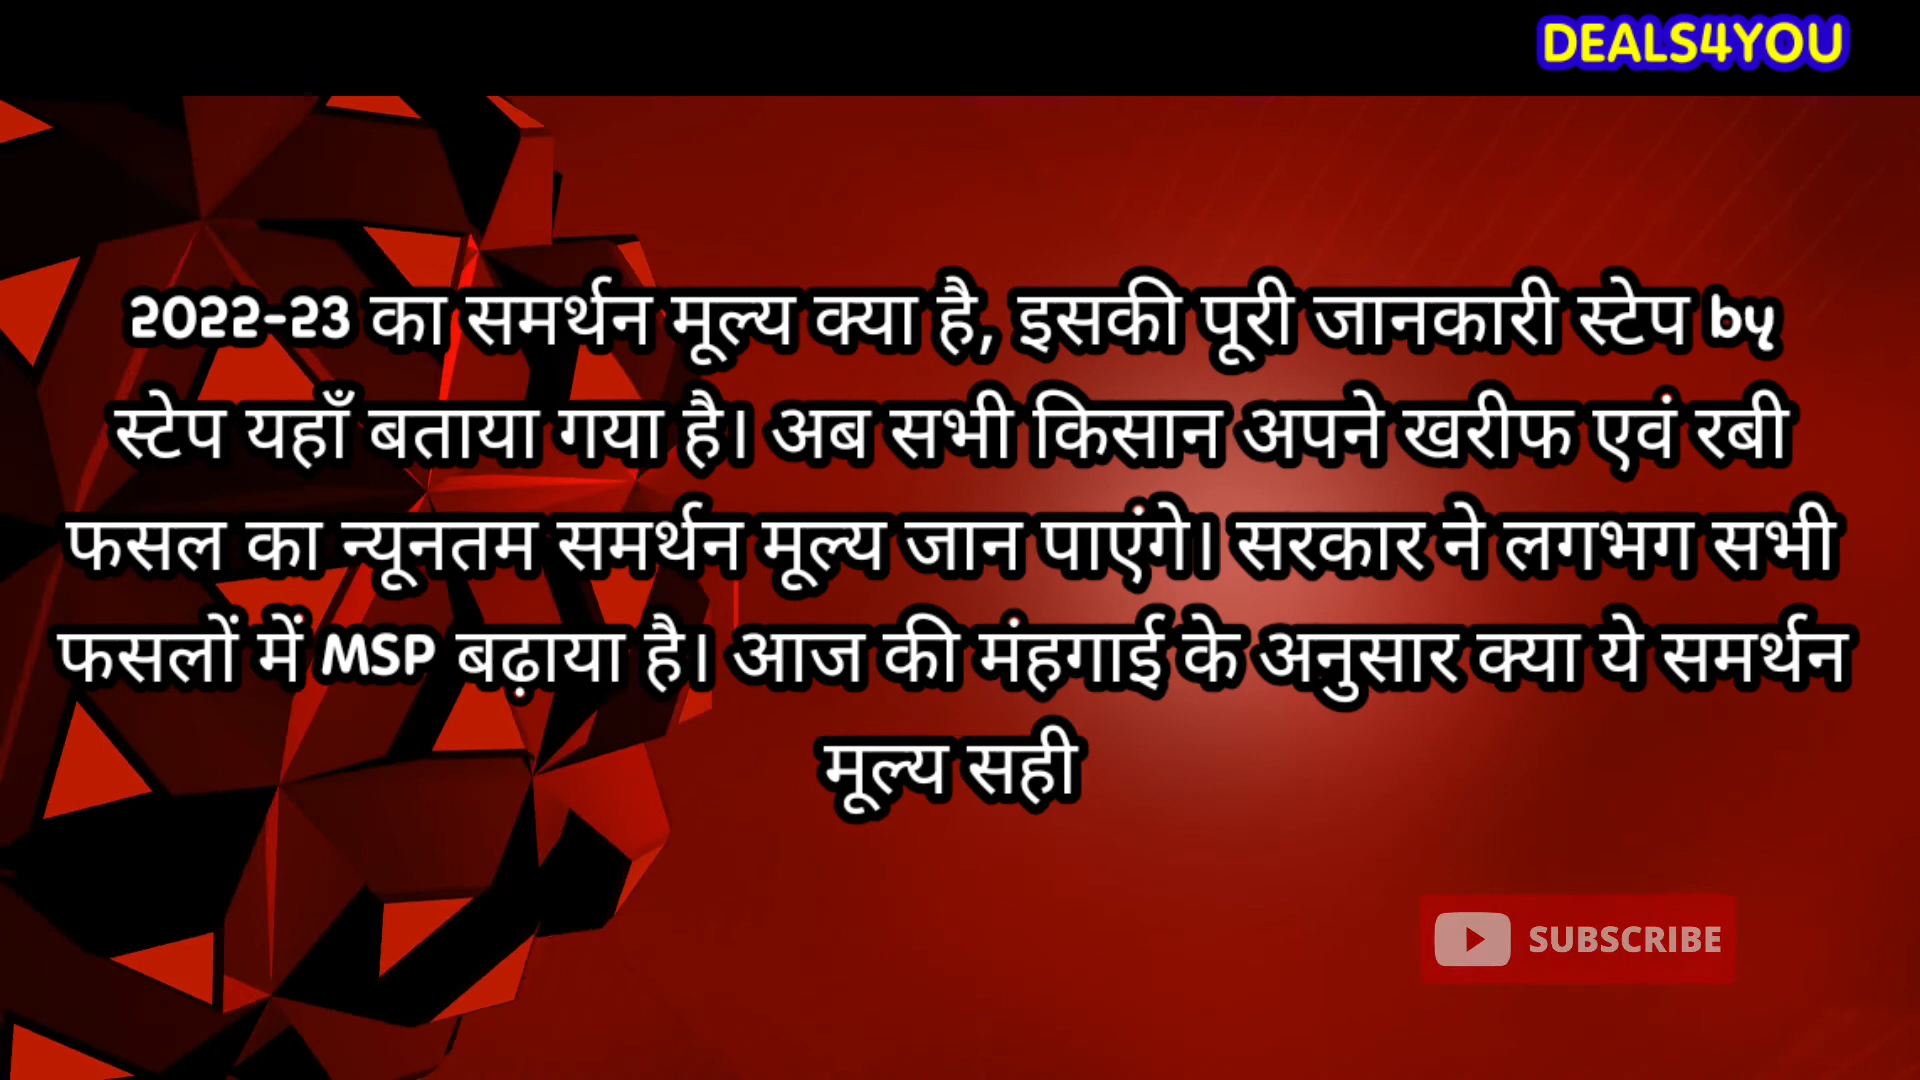 DEALS4YOU
2022-23 का समर्थन मूल्य क्या है, इसकी पूरी जानकारी स्टेप by
स्टेप यहाँ बताया गया है। अब सभी किसान अपने खरीफ एवं रबी
फसल का न्यूनतम समर्थन मूल्य जान पाएंगे। सरकार ने लगभग सभी
फसलों में MSP बढ़ाया है। आज की मंहगाई के अनुसार क्या ये समर्थन
मूल्य सही
SUBSCRIBE